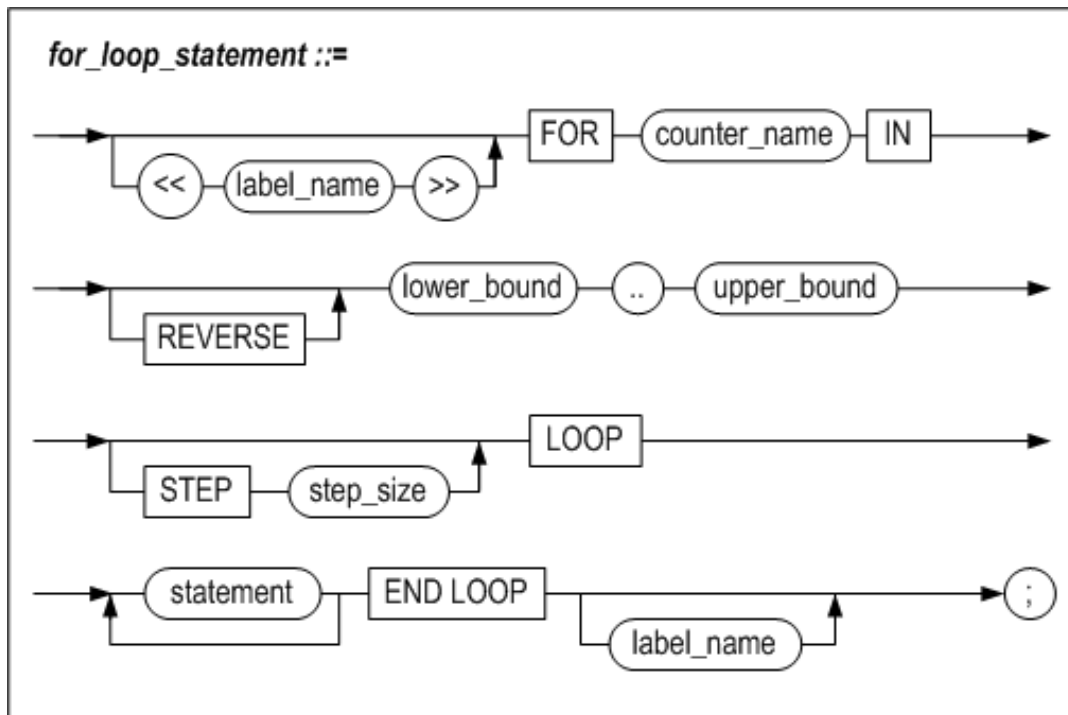 for_loop_statement ::=
FOR counter_name IN
<< label_name >>
lower_bound .. upper_bound
REVERSE
LOOP
STEP step_size
statement END LOOP ;
label_name